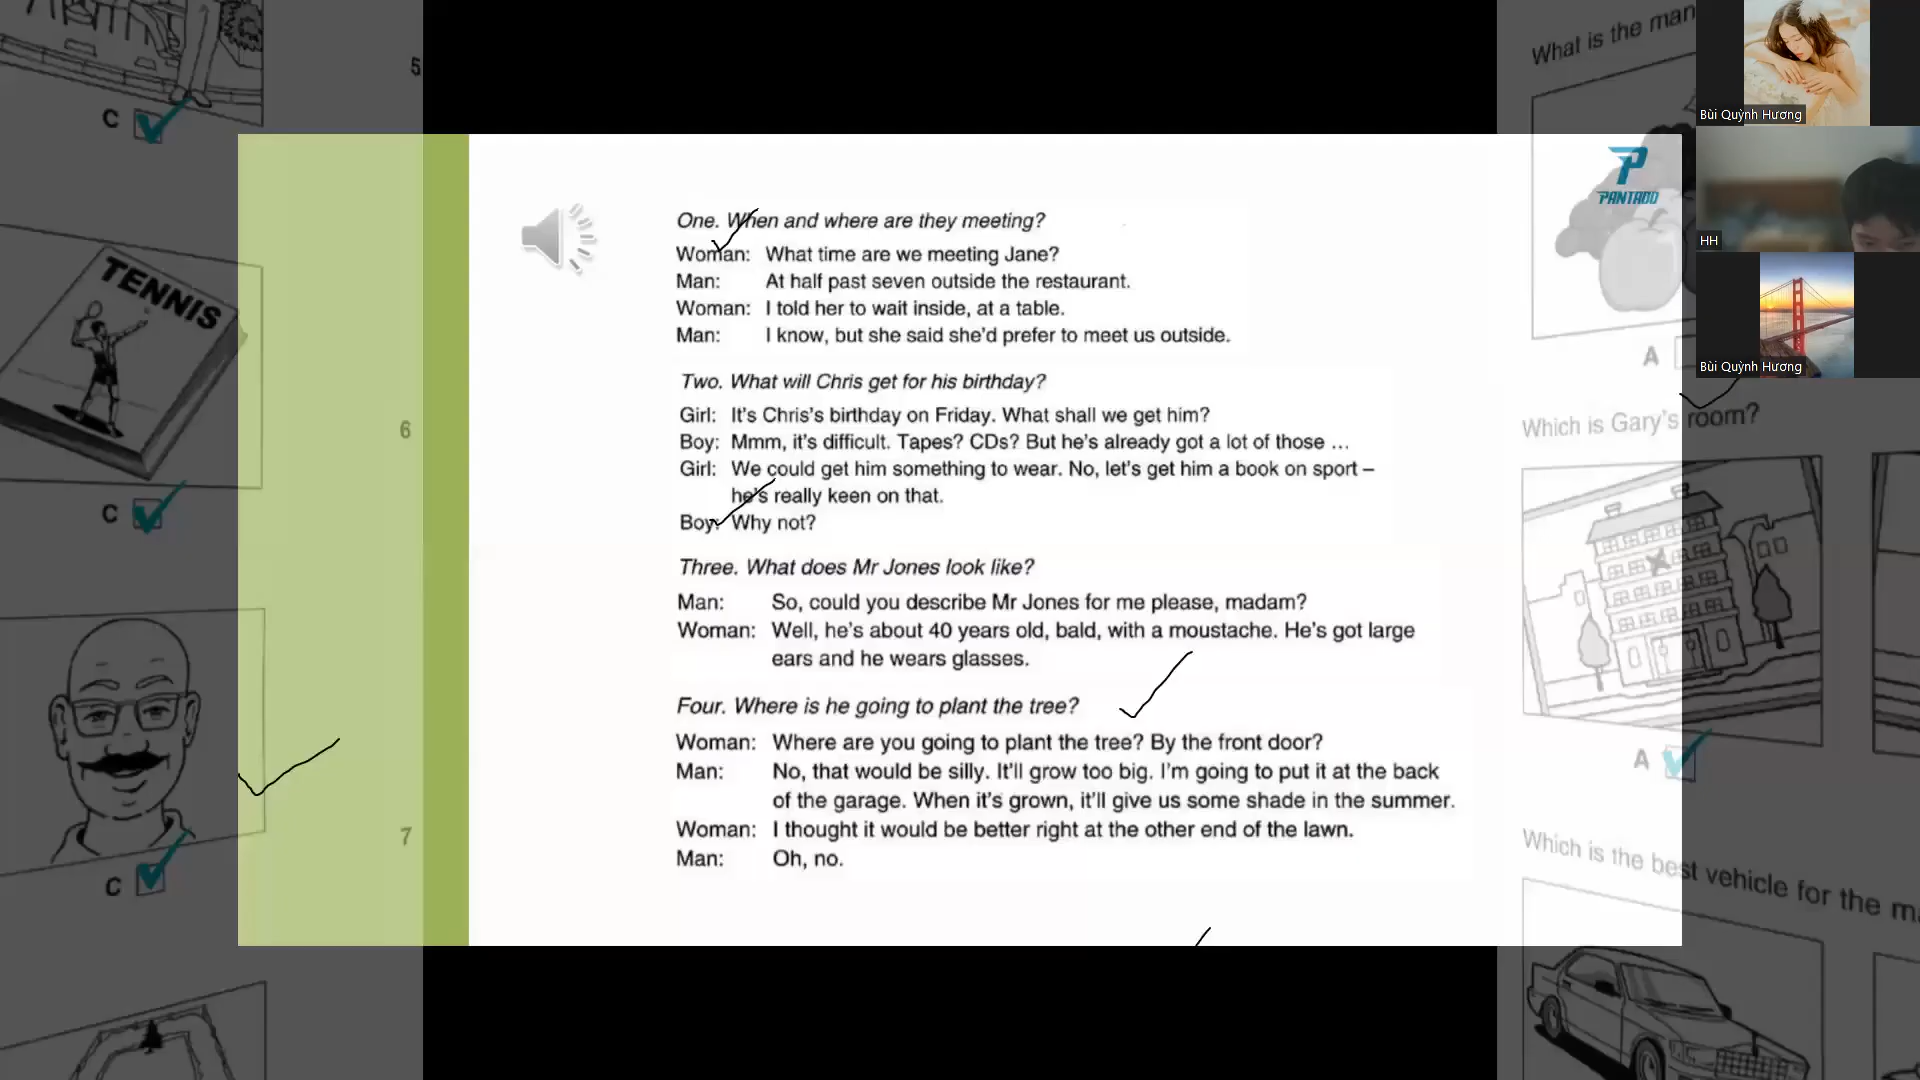 What is the man
Bùi Quỳnh Hương
HH
Bùi Quỳnh Hương
PANTADO
5
C
TENNIS
6
C
7
C
One. When and where are they meeting?
Woman: What time are we meeting Jane?
Man: At half past seven outside the restaurant.
Woman: I told her to wait inside, at a table.
Man: I know, but she said she'd prefer to meet us outside.
Two. What will Chris get for his birthday?
Girl: It's Chris's birthday on Friday. What shall we get him?
Boy: Mmm, it's difficult. Tapes? CDs? But he's already got a lot of those ...
Girl: We could get him something to wear. No, let's get him a book on sport –
he's really keen on that.
Boy: Why not?
Three. What does Mr Jones look like?
Man: So, could you describe Mr Jones for me please, madam?
Woman: Well, he's about 40 years old, bald, with a moustache. He's got large
ears and he wears glasses.
Four. Where is he going to plant the tree?
Woman: Where are you going to plant the tree? By the front door?
Man: No, that would be silly. It'll grow too big. I'm going to put it at the back
of the garage. When it's grown, it'll give us some shade in the summer.
Woman: I thought it would be better right at the other end of the lawn.
Man: Oh, no.
A
Which is Gary's room?
A
Which is the best vehicle for the m